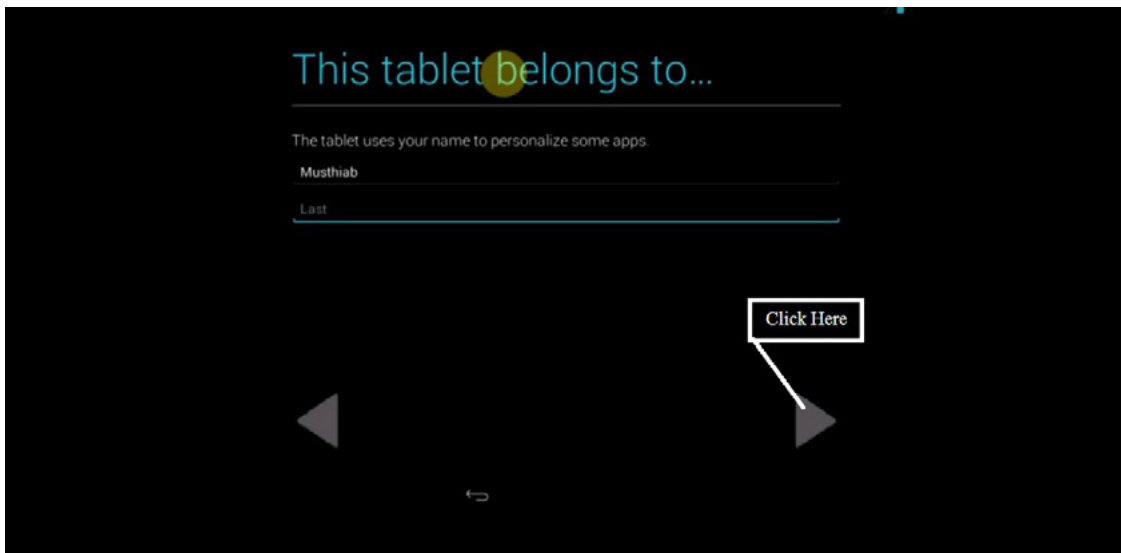 This tablet belongs to...
The tablet uses your name to personalize some apps.
Musthiab
Last
Click Here